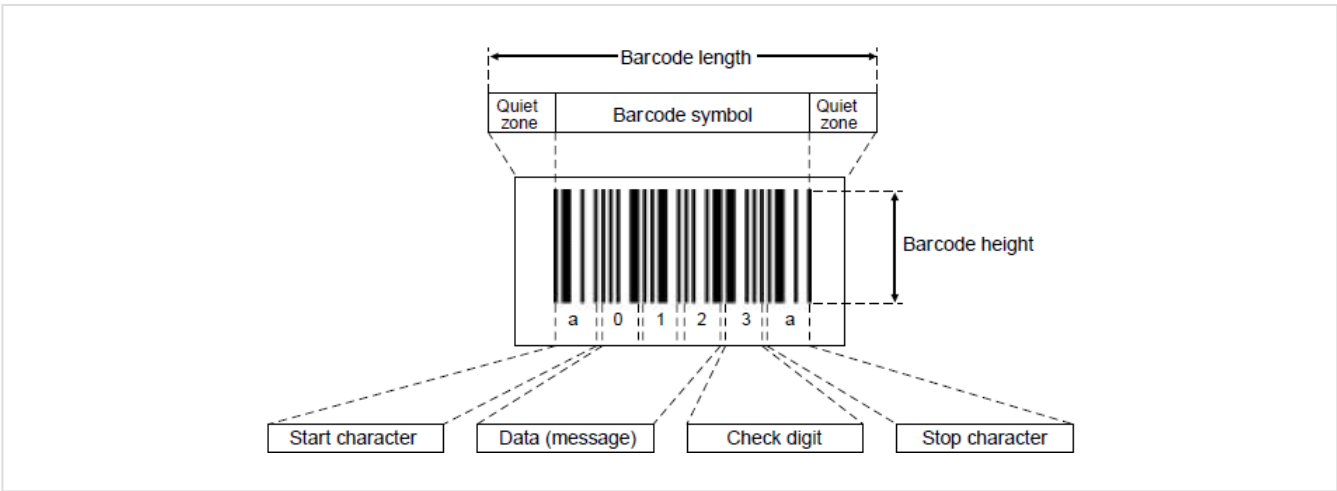 Barcode length
Quiet zone
Barcode symbol
Quiet zone
Barcode height
a 0 1 2 3 a
Start character
Data (message)
Check digit
Stop character